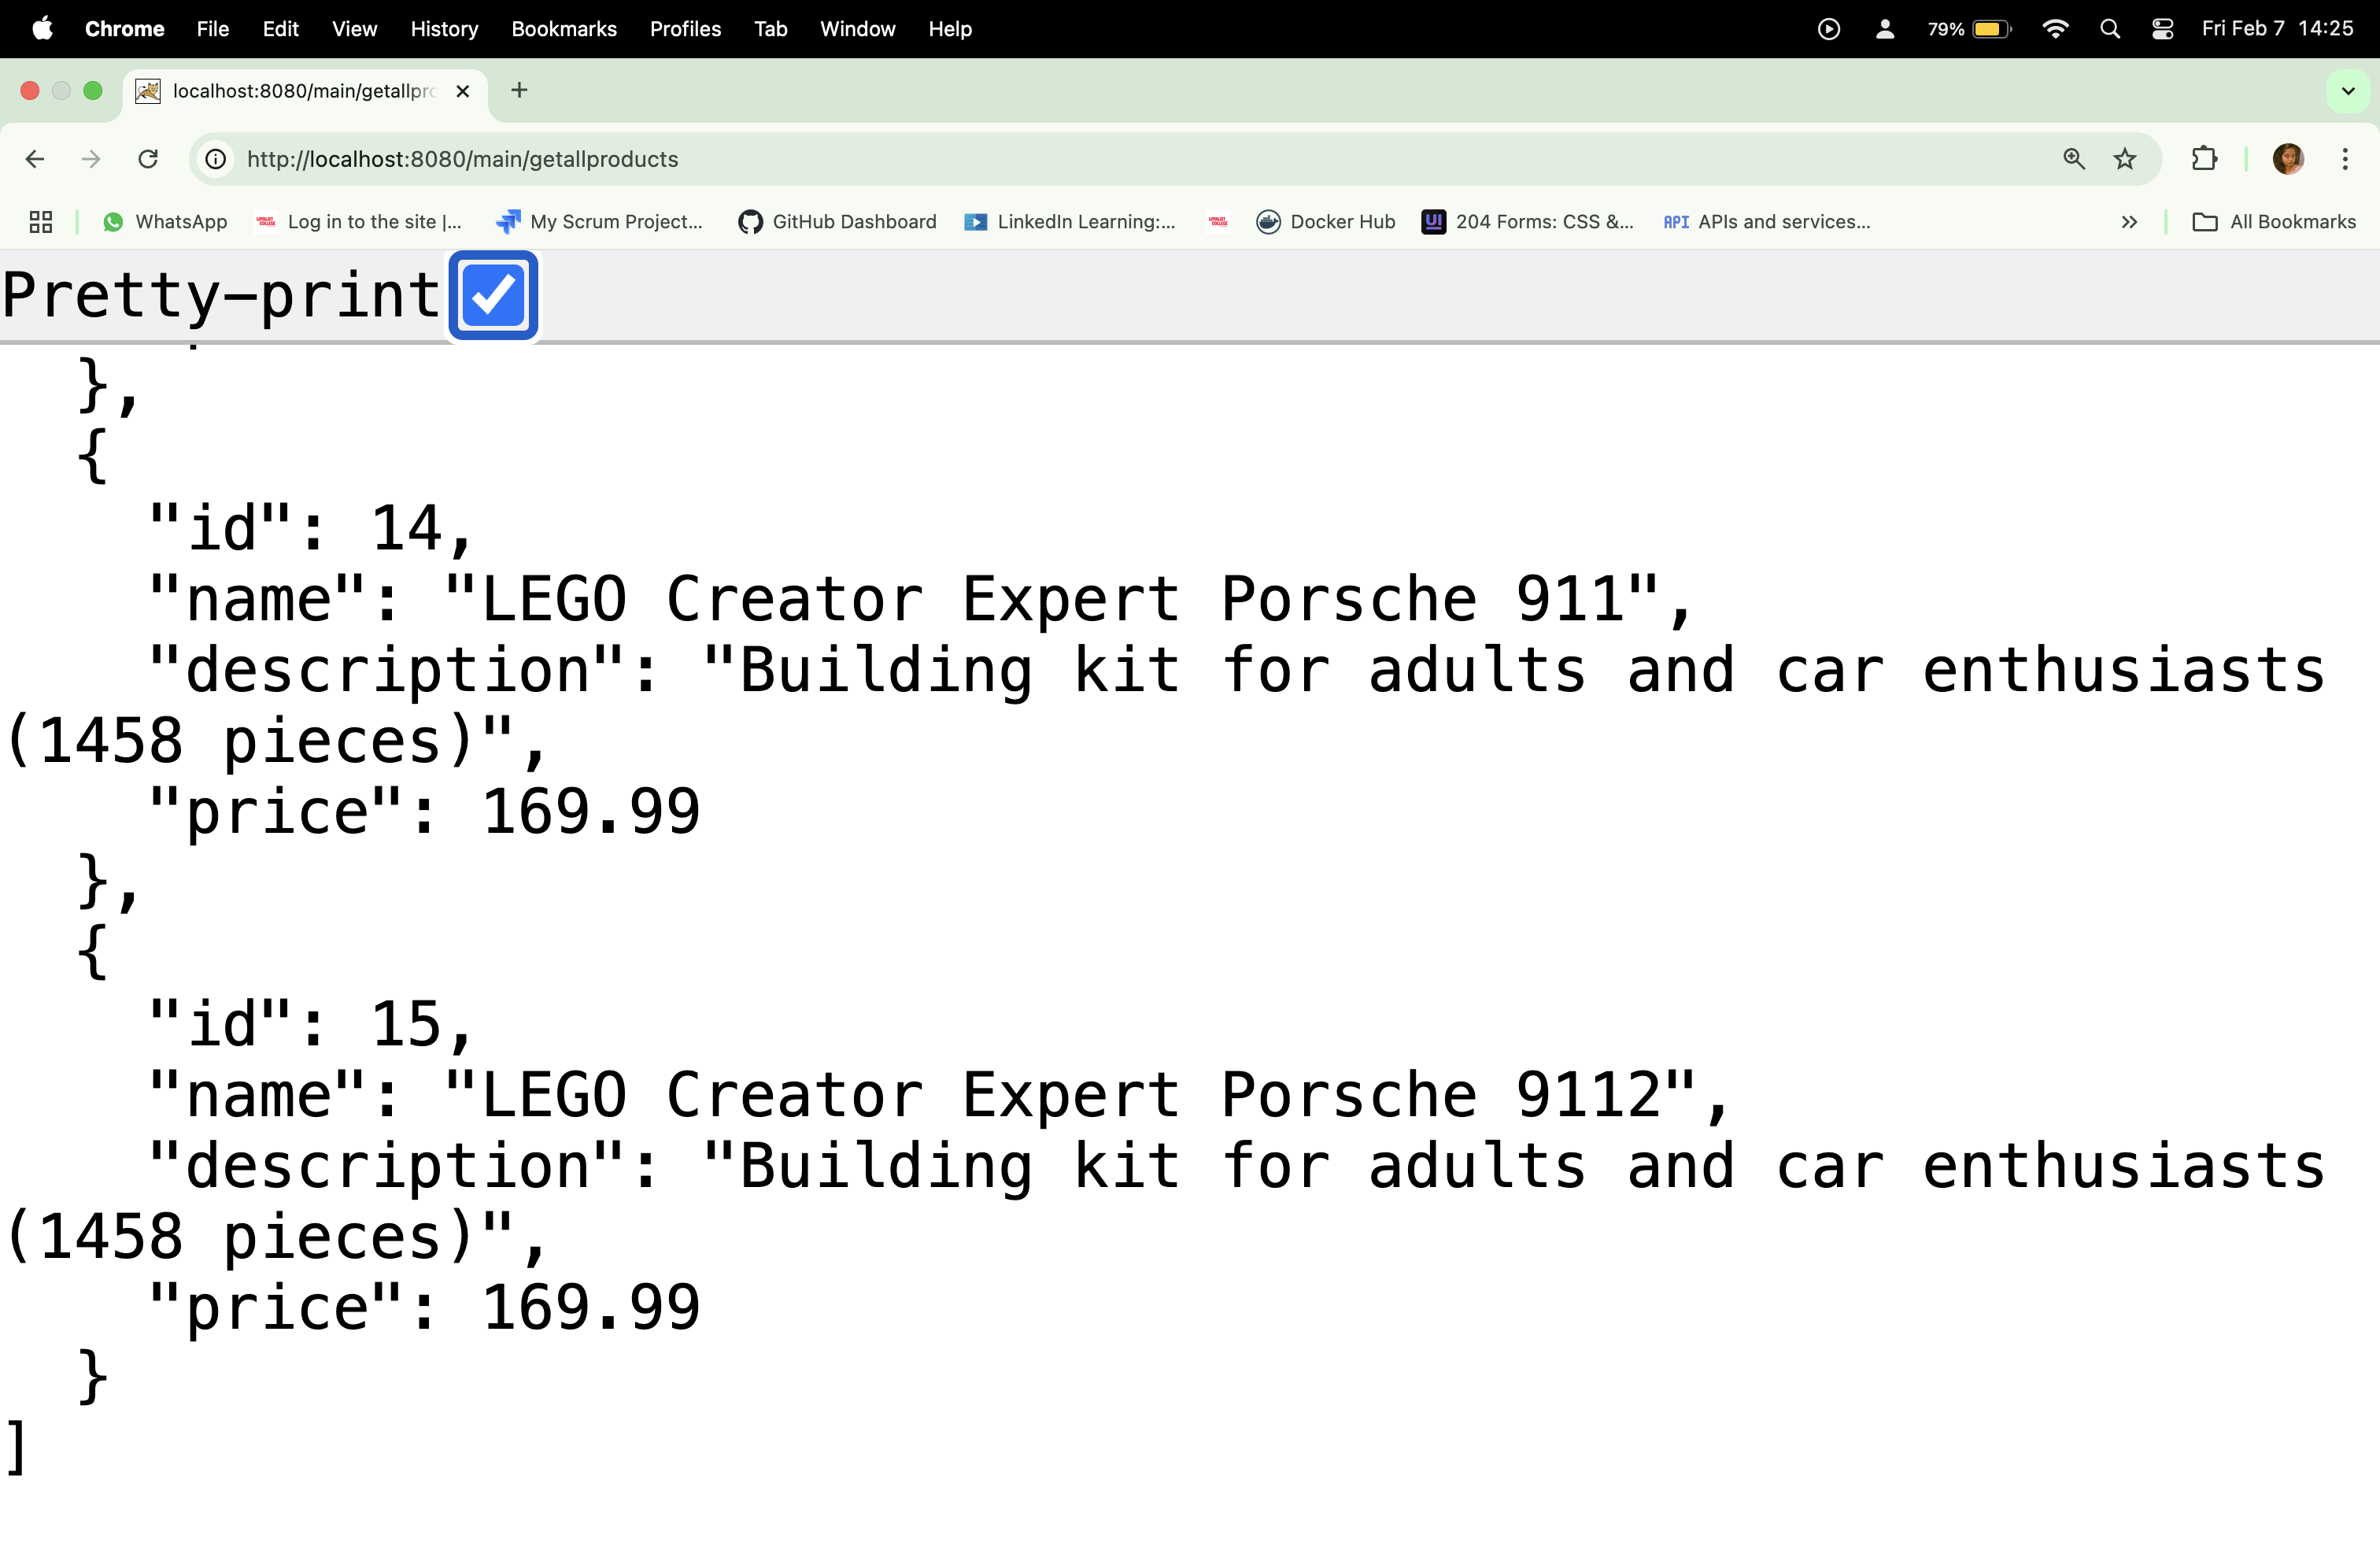 Chrome File Edit View History Bookmarks Profiles Tab Window Help 79% Fri Feb 7 14:25
localhost:8080/main/getallpro
http://localhost:8080/main/getallproducts
WhatsApp Log in to the site |... My Scrum Project... GitHub Dashboard LinkedIn Learning:... Docker Hub UI 204 Forms: CSS &... API APIs and services... All Bookmarks
Pretty-print
},
{
"id": 14,
"name": "LEGO Creator Expert Porsche 911",
"description": "Building kit for adults and car enthusiasts
(1458 pieces)",
"price": 169.99
},
{
"id": 15,
"name": "LEGO Creator Expert Porsche 9112",
"description": "Building kit for adults and car enthusiasts
(1458 pieces)",
"price": 169.99
}
]